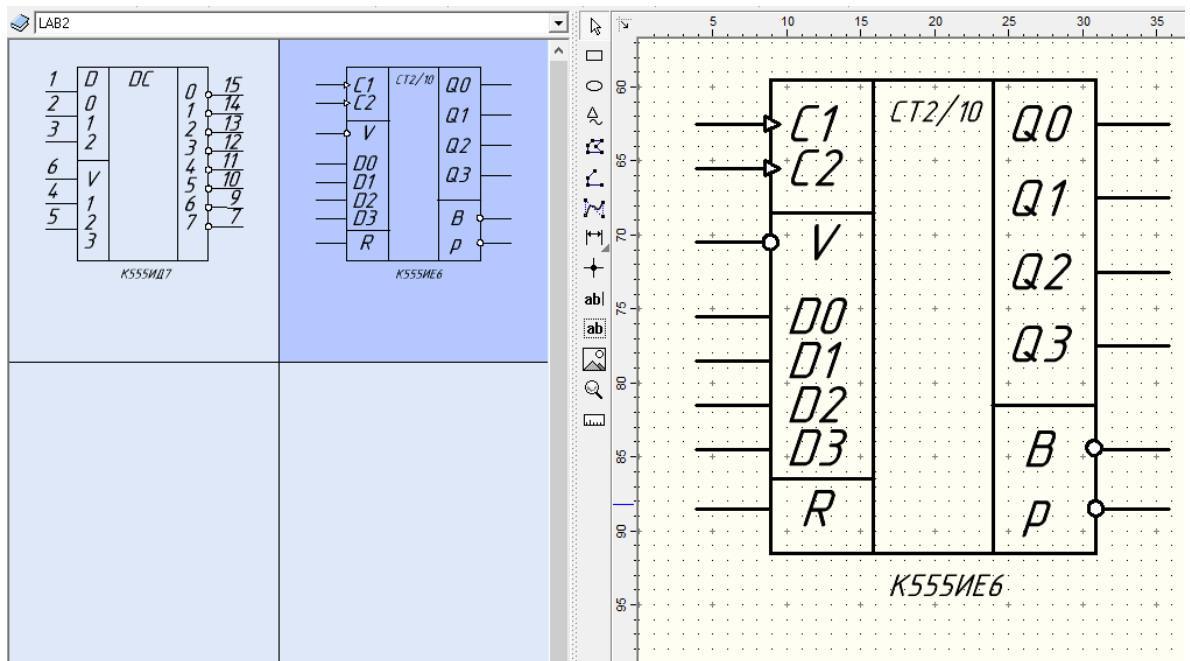 LAB2
1 D DC 0 15
2 0 1 14
3 1 2 13
2 3 12
6 V 4 11
4 1 5 10
5 2 6 9
3 7 7
К555ИД7
C1 CT2/10 Q0
C2 Q1
V Q2
D0 Q3
D1
D2
D3 B
R P
К555ИЕ6
ab|
ab
5 10 15 20 25 30 35
60
65
70
75
80
85
90
95
C1 CT2/10 Q0
C2 Q1
V Q2
D0 Q3
D1
D2
D3 B
R P
К555ИЕ6